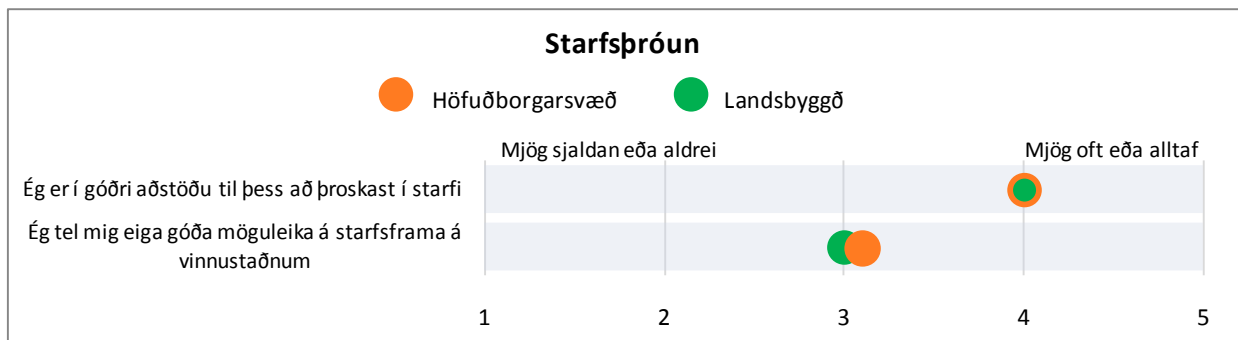 Starfsþróun
Höfuðborgarsvæð
Landsbyggð
Mjög sjaldan eða aldrei
Mjög oft eða alltaf
Ég er í góðri aðstöðu til þess að þroskast í starfi
Ég tel mig eiga góða möguleika á starfsframa á
vinnustaðnum
1 2 3 4 5